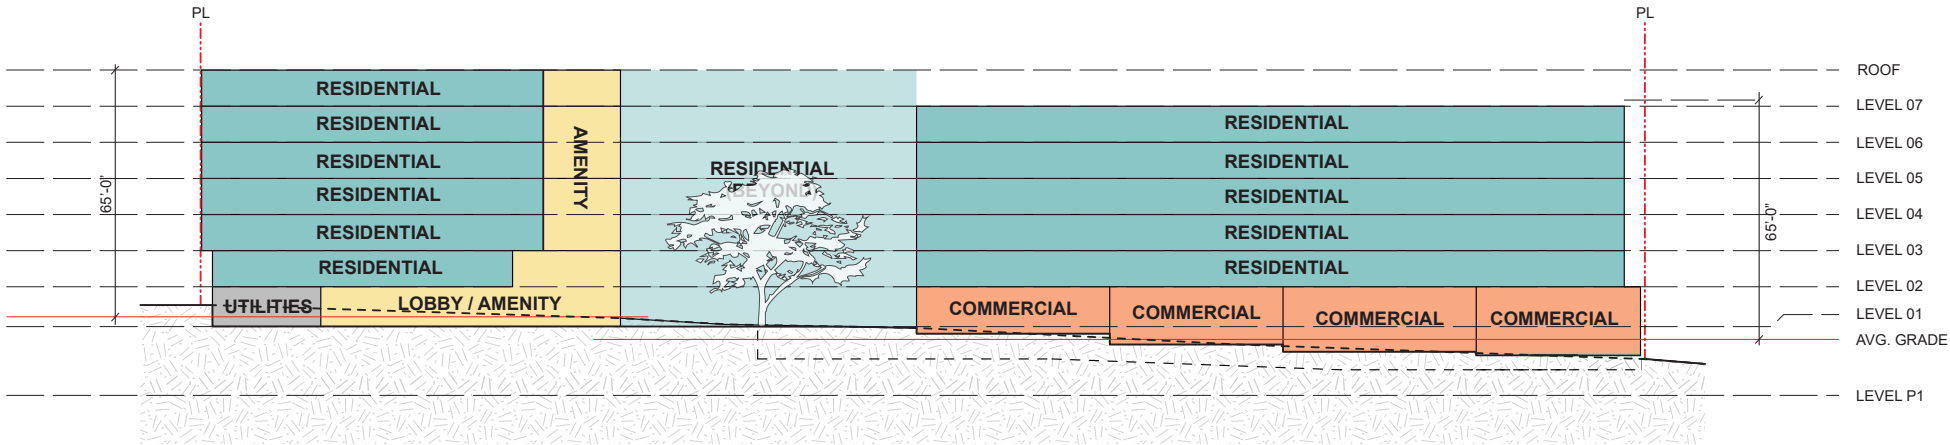 PL
PL
ROOF
RESIDENTIAL
LEVEL 07
RESIDENTIAL
RESIDENTIAL
LEVEL 06
RESIDENTIAL
RESIDENTIAL
AMENITY
RESIDENTIAL
(BEYOND)
LEVEL 05
RESIDENTIAL
RESIDENTIAL
65'-0"
LEVEL 04
65'-0"
RESIDENTIAL
RESIDENTIAL
LEVEL 03
RESIDENTIAL
RESIDENTIAL
LEVEL 02
UTILITIES
LOBBY / AMENITY
COMMERCIAL
COMMERCIAL
COMMERCIAL
COMMERCIAL
LEVEL 01
AVG. GRADE
LEVEL P1